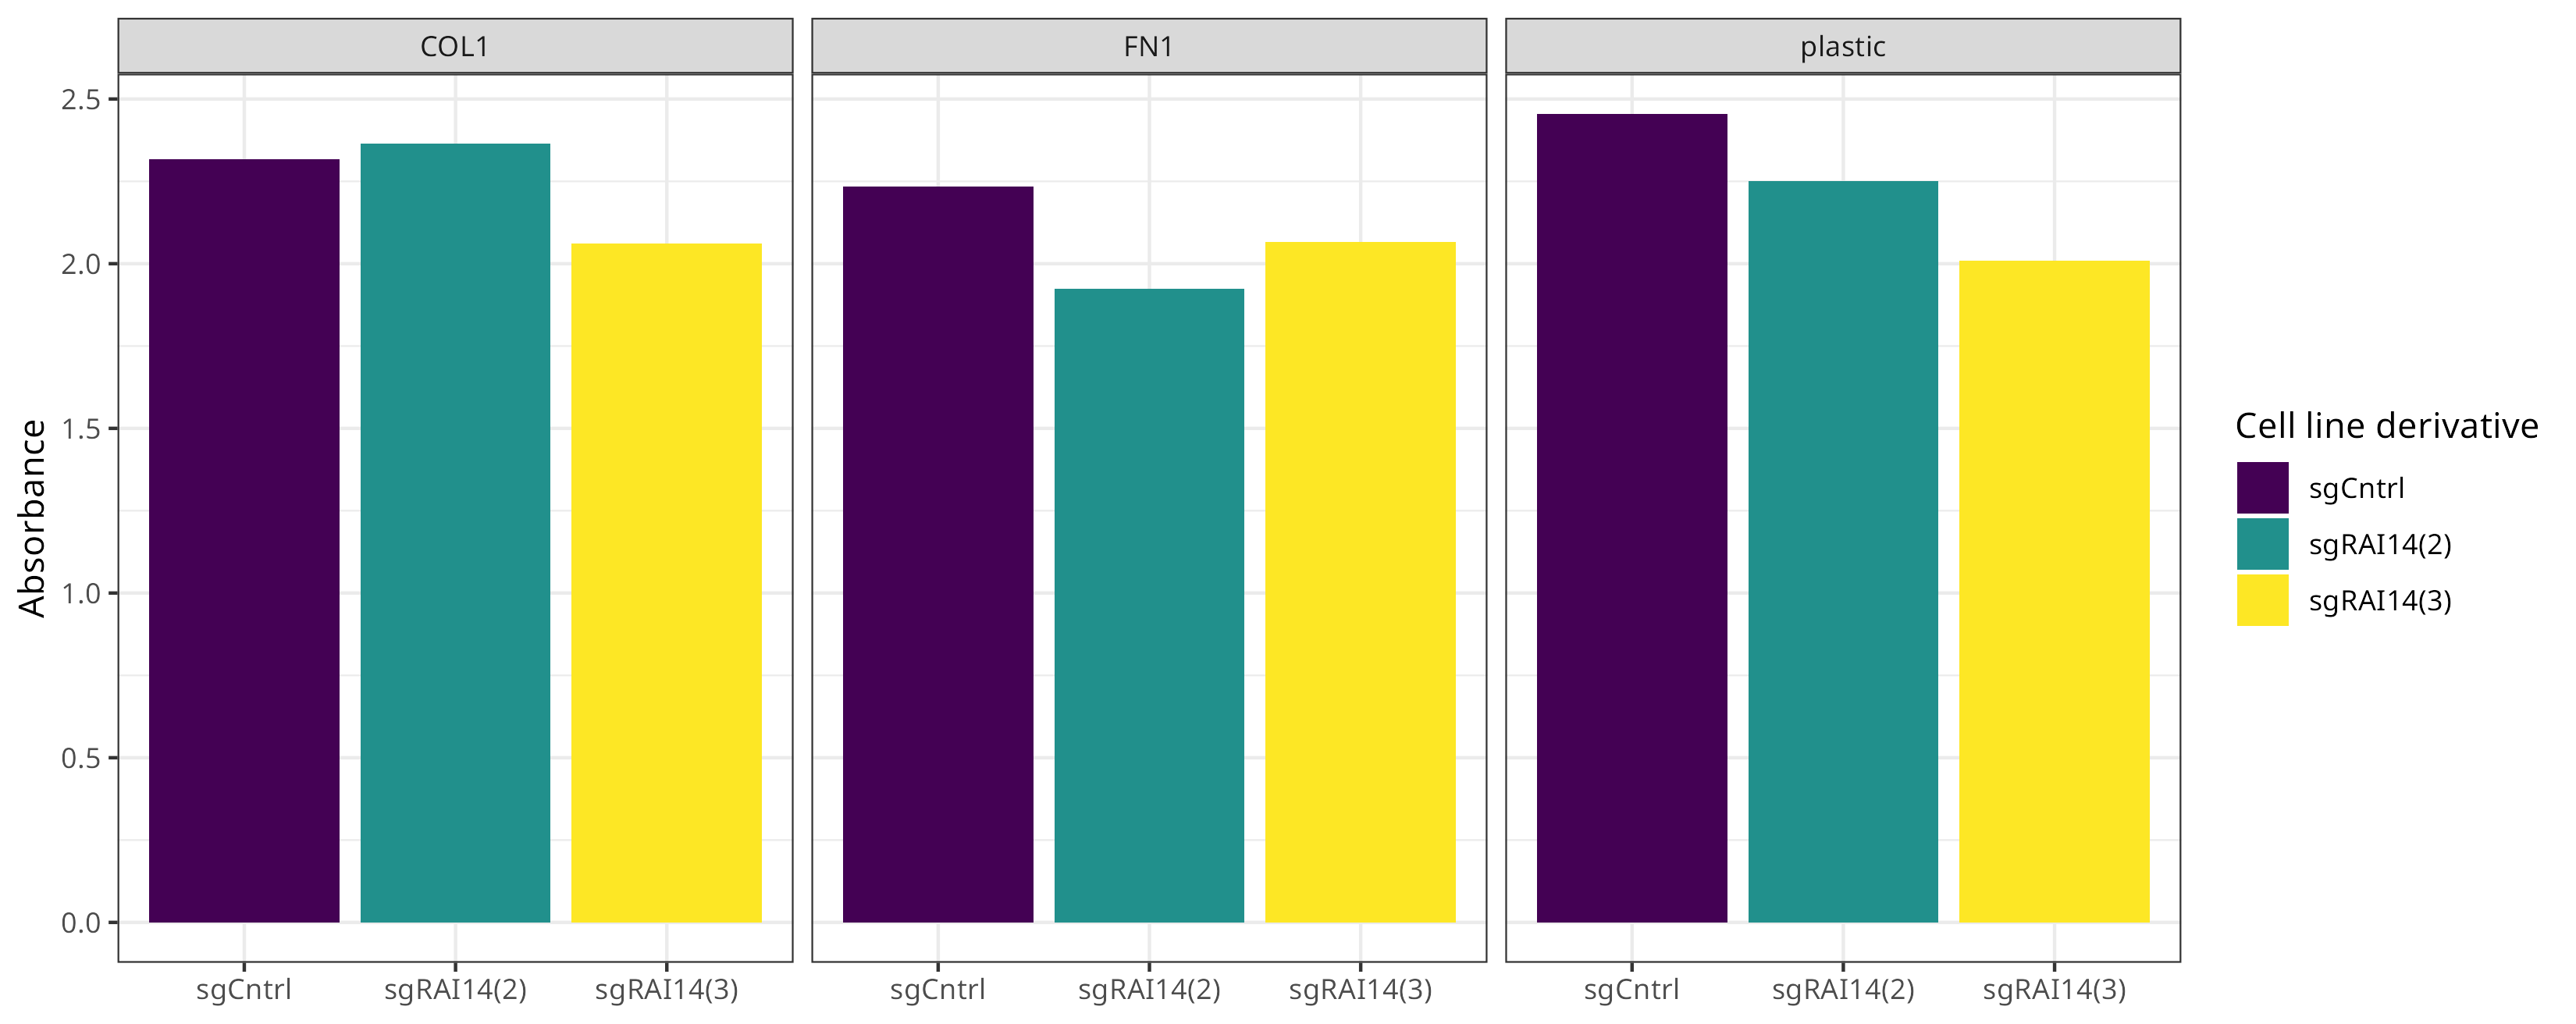 COL1
FN1
plastic
Absorbance
2.5
2.0
1.5
1.0
0.5
0.0
sgCntrl
sgRAI14(2)
sgRAI14(3)
sgCntrl
sgRAI14(2)
sgRAI14(3)
sgCntrl
sgRAI14(2)
sgRAI14(3)
Cell line derivative
sgCntrl
sgRAI14(2)
sgRAI14(3)